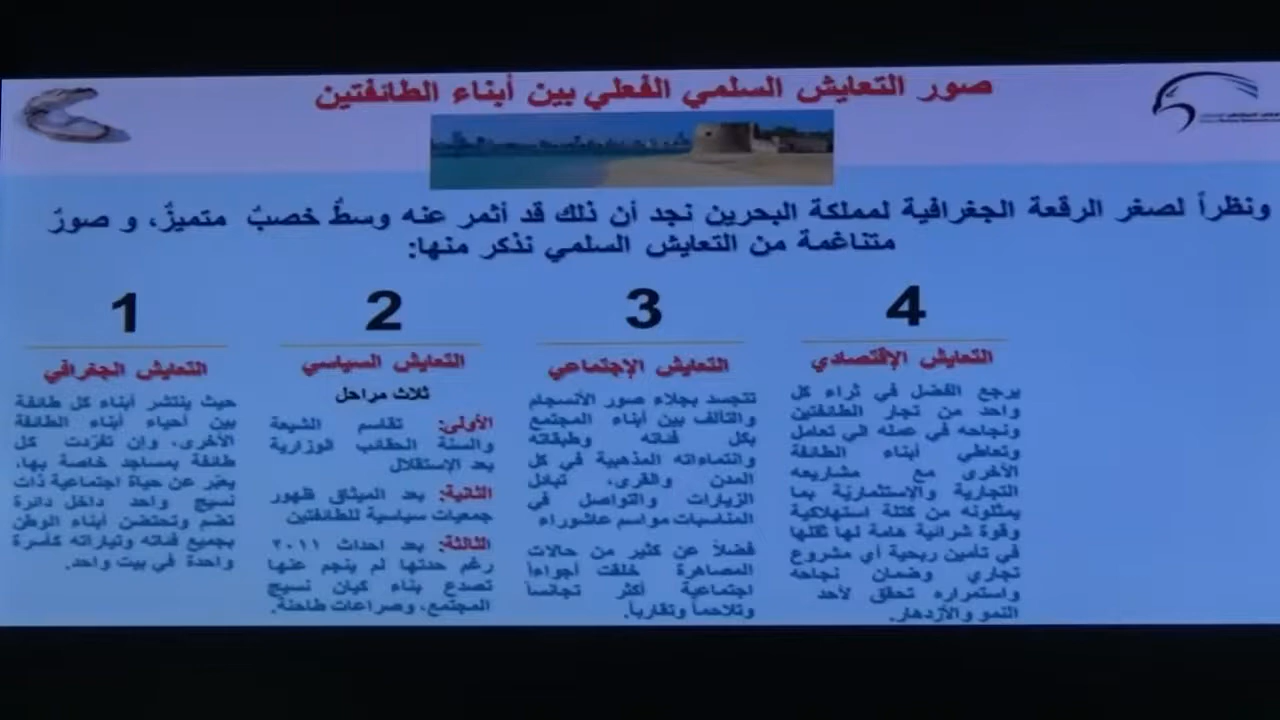 صور التعايش السلمي الفعلي بين أبناء الطائفتين
ونظراً لصغر الرقعة الجغرافية لمملكة البحرين نجد أن ذلك قد أثمر عنه وسطٌ خصبٌ متميزٌ، و صورٌ
متناغمة من التعايش السلمي نذكر منها:
1
التعايش الجغرافي
حيث ينتشر أبناء كل طائفة
بين أحياء أبناء الطائفة
الأخرى، وإن تفرّدت كل
طائفة بمساجد خاصة بها،
يعبّر عن حياة اجتماعية ذات
نسيج واحد داخل دائرة
تضم وتحتضن أبناء الوطن
بجميع فئاته وتياراته كأسرة
واحدة في بيت واحد.
2
التعايش السياسي
ثلاث مراحل
الأولى: تقاسم الشيعة
والسنة الحقائب الوزارية
بعد الإستقلال
الثانية: بعد الميثاق ظهور
جمعيات سياسية للطائفتين
الثالثة: بعد احداث ٢٠١١
رغم حدتها لم ينجم عنها
تصدع بناء كيان نسيج
المجتمع، وصراعات طاحنة.
3
التعايش الإجتماعي
تتجسد بجلاء صور الأنسجام
والتآلف بين أبناء المجتمع
بكل فئاته وطبقاته
وانتماءاته المذهبية في كل
المدن والقرى، تبادل
الزيارات والتواصل في
المناسبات مواسم عاشوراء
فضلاً عن كثير من حالات
المصاهرة خلقت أجواءاً
اجتماعية أكثر تجانساً
وتلاحماً وتقارباً.
4
التعايش الإقتصادي
يرجع الفضل في ثراء كل
واحد من تجار الطائفتين
ونجاحه في عمله الي تعامل
وتعاطي أبناء الطائفة
الأخرى مع مشاريعه
التجارية والإستثماريّة بما
يمثلونه من كتلة استهلاكية
وقوة شرائية هامة لها ثقلها
في تأمين ربحية أي مشروع
تجاري وضمان نجاحه
واستمراره تحقق لأحد
النمو والأزدهار.